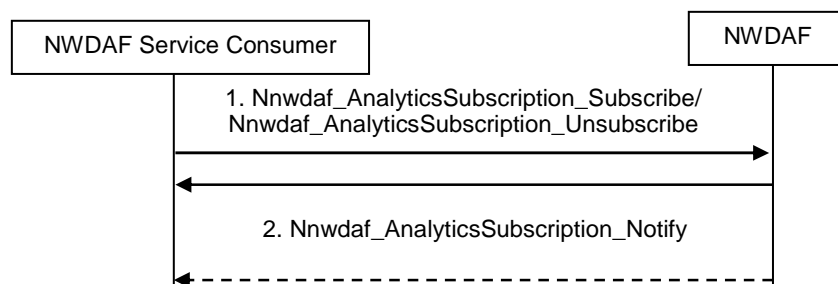 NWDAF Service Consumer
NWDAF
1. Nnwdaf_AnalyticsSubscription_Subscribe/
Nnwdaf_AnalyticsSubscription_Unsubscribe
2. Nnwdaf_AnalyticsSubscription_Notify